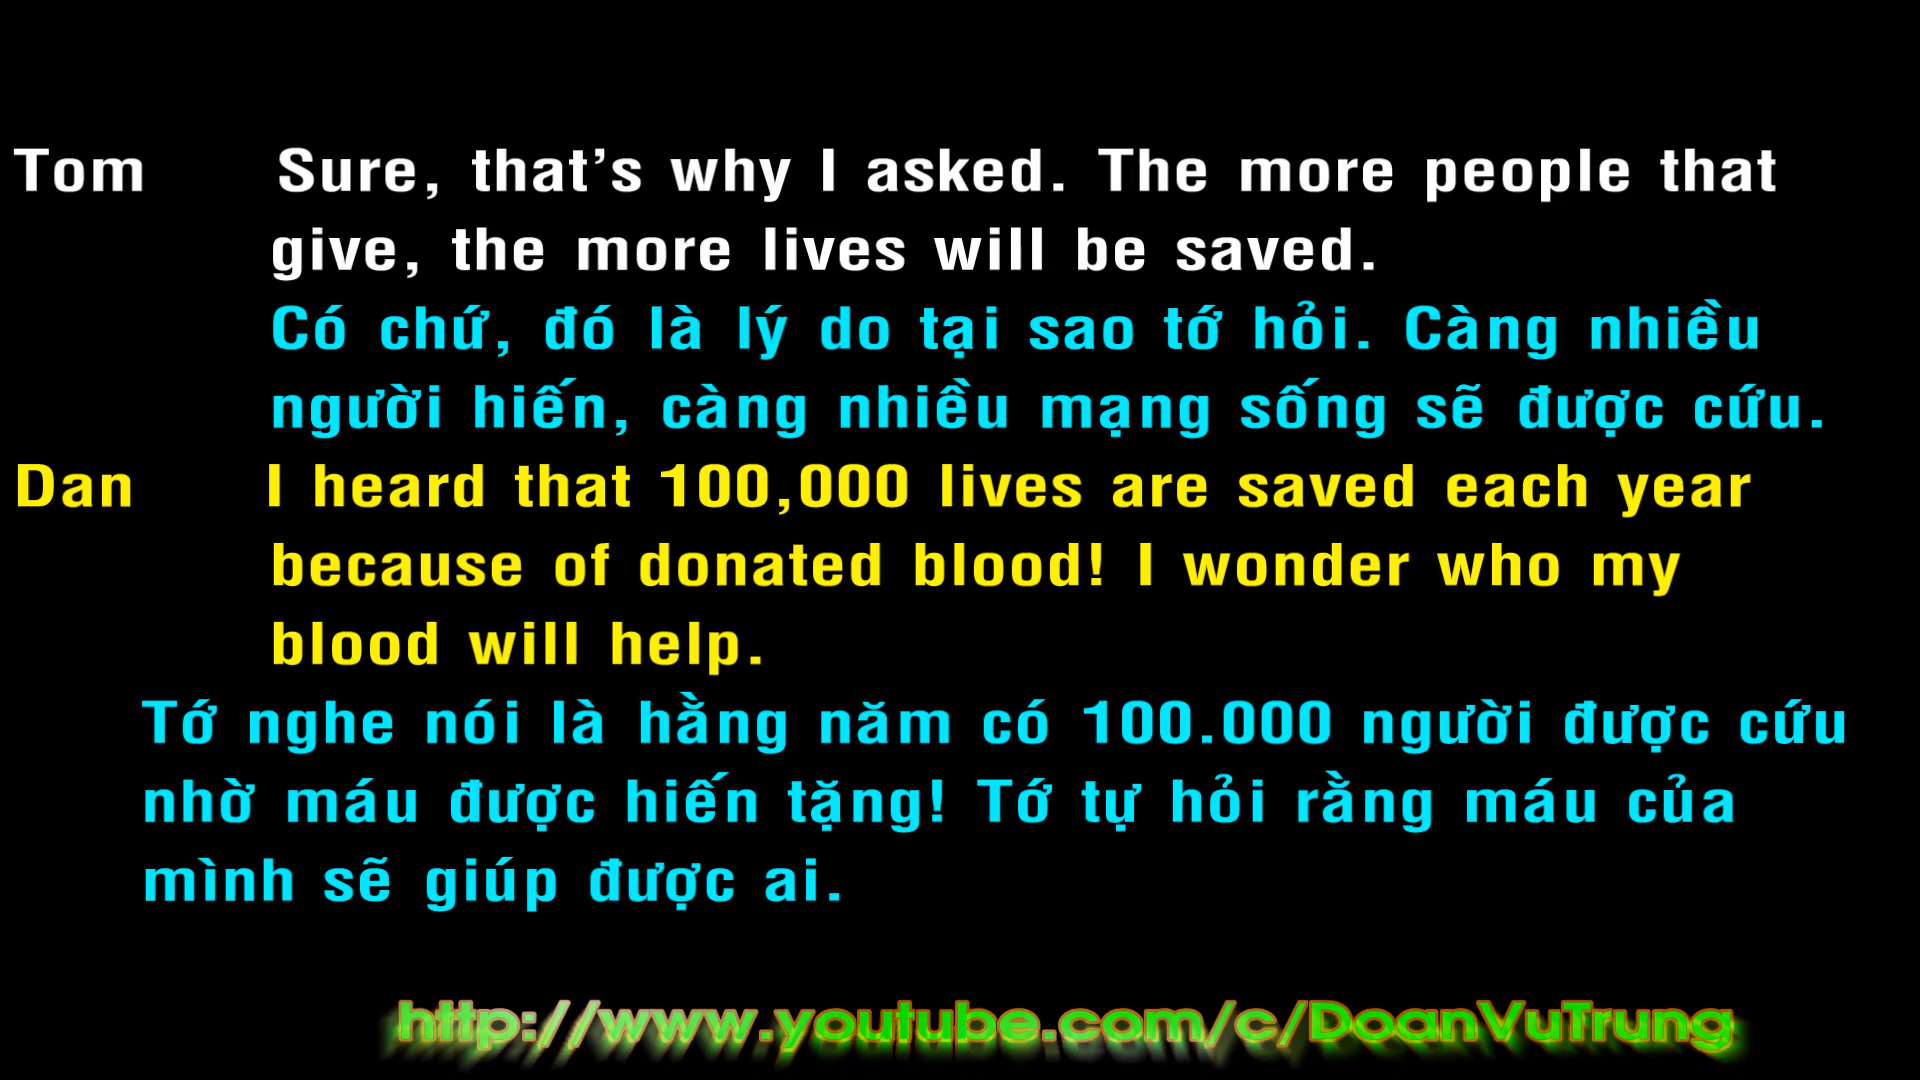 Tom Sure, that’s why I asked. The more people that
give, the more lives will be saved.
Có chứ, đó là lý do tại sao tớ hỏi. Càng nhiều
người hiến, càng nhiều mạng sống sẽ được cứu.
Dan I heard that 100,000 lives are saved each year
because of donated blood! I wonder who my
blood will help.
Tớ nghe nói là hằng năm có 100.000 người được cứu
nhờ máu được hiến tặng! Tớ tự hỏi rằng máu của
mình sẽ giúp được ai.
http://www.youtube.com/c/DoanVuTrung